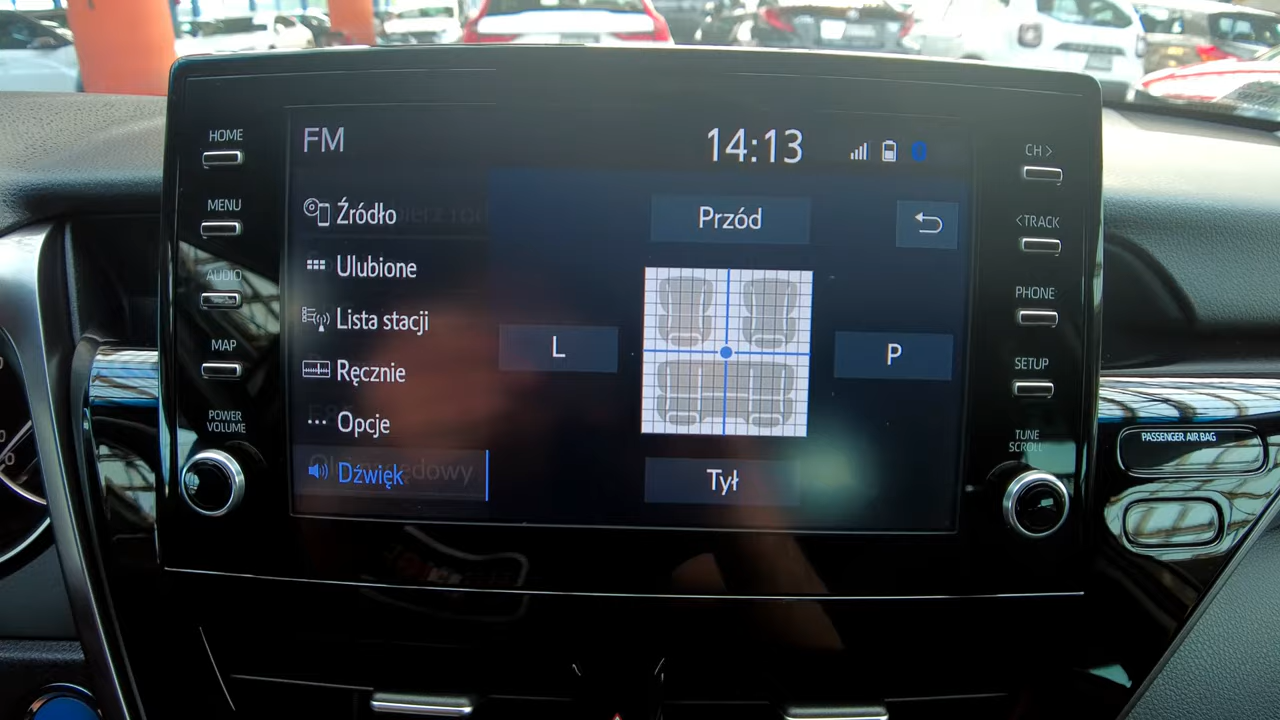 HOME
MENU
AUDIO
MAP
POWER
VOLUME
FM
14:13
Źródło
Ulubione
Lista stacji
Ręcznie
Opcje
Dźwięk
Przód
L
P
Tył
CH >
< TRACK
PHONE
SETUP
TUNE
SCROLL
PASSENGER AIR BAG